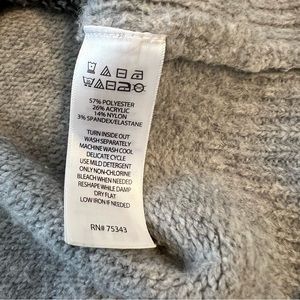 57% POLYESTER
26% ACRYLIC
14% NYLON
3% SPANDEX/ELASTANE
TURN INSIDE OUT
WASH SEPARATELY
MACHINE WASH COOL
DELICATE CYCLE
USE MILD DETERGENT
ONLY NON-CHLORINE
BLEACH WHEN NEEDED
RESHAPE WHILE DAMP
DRY FLAT
LOW IRON IF NEEDED
RN# 75343